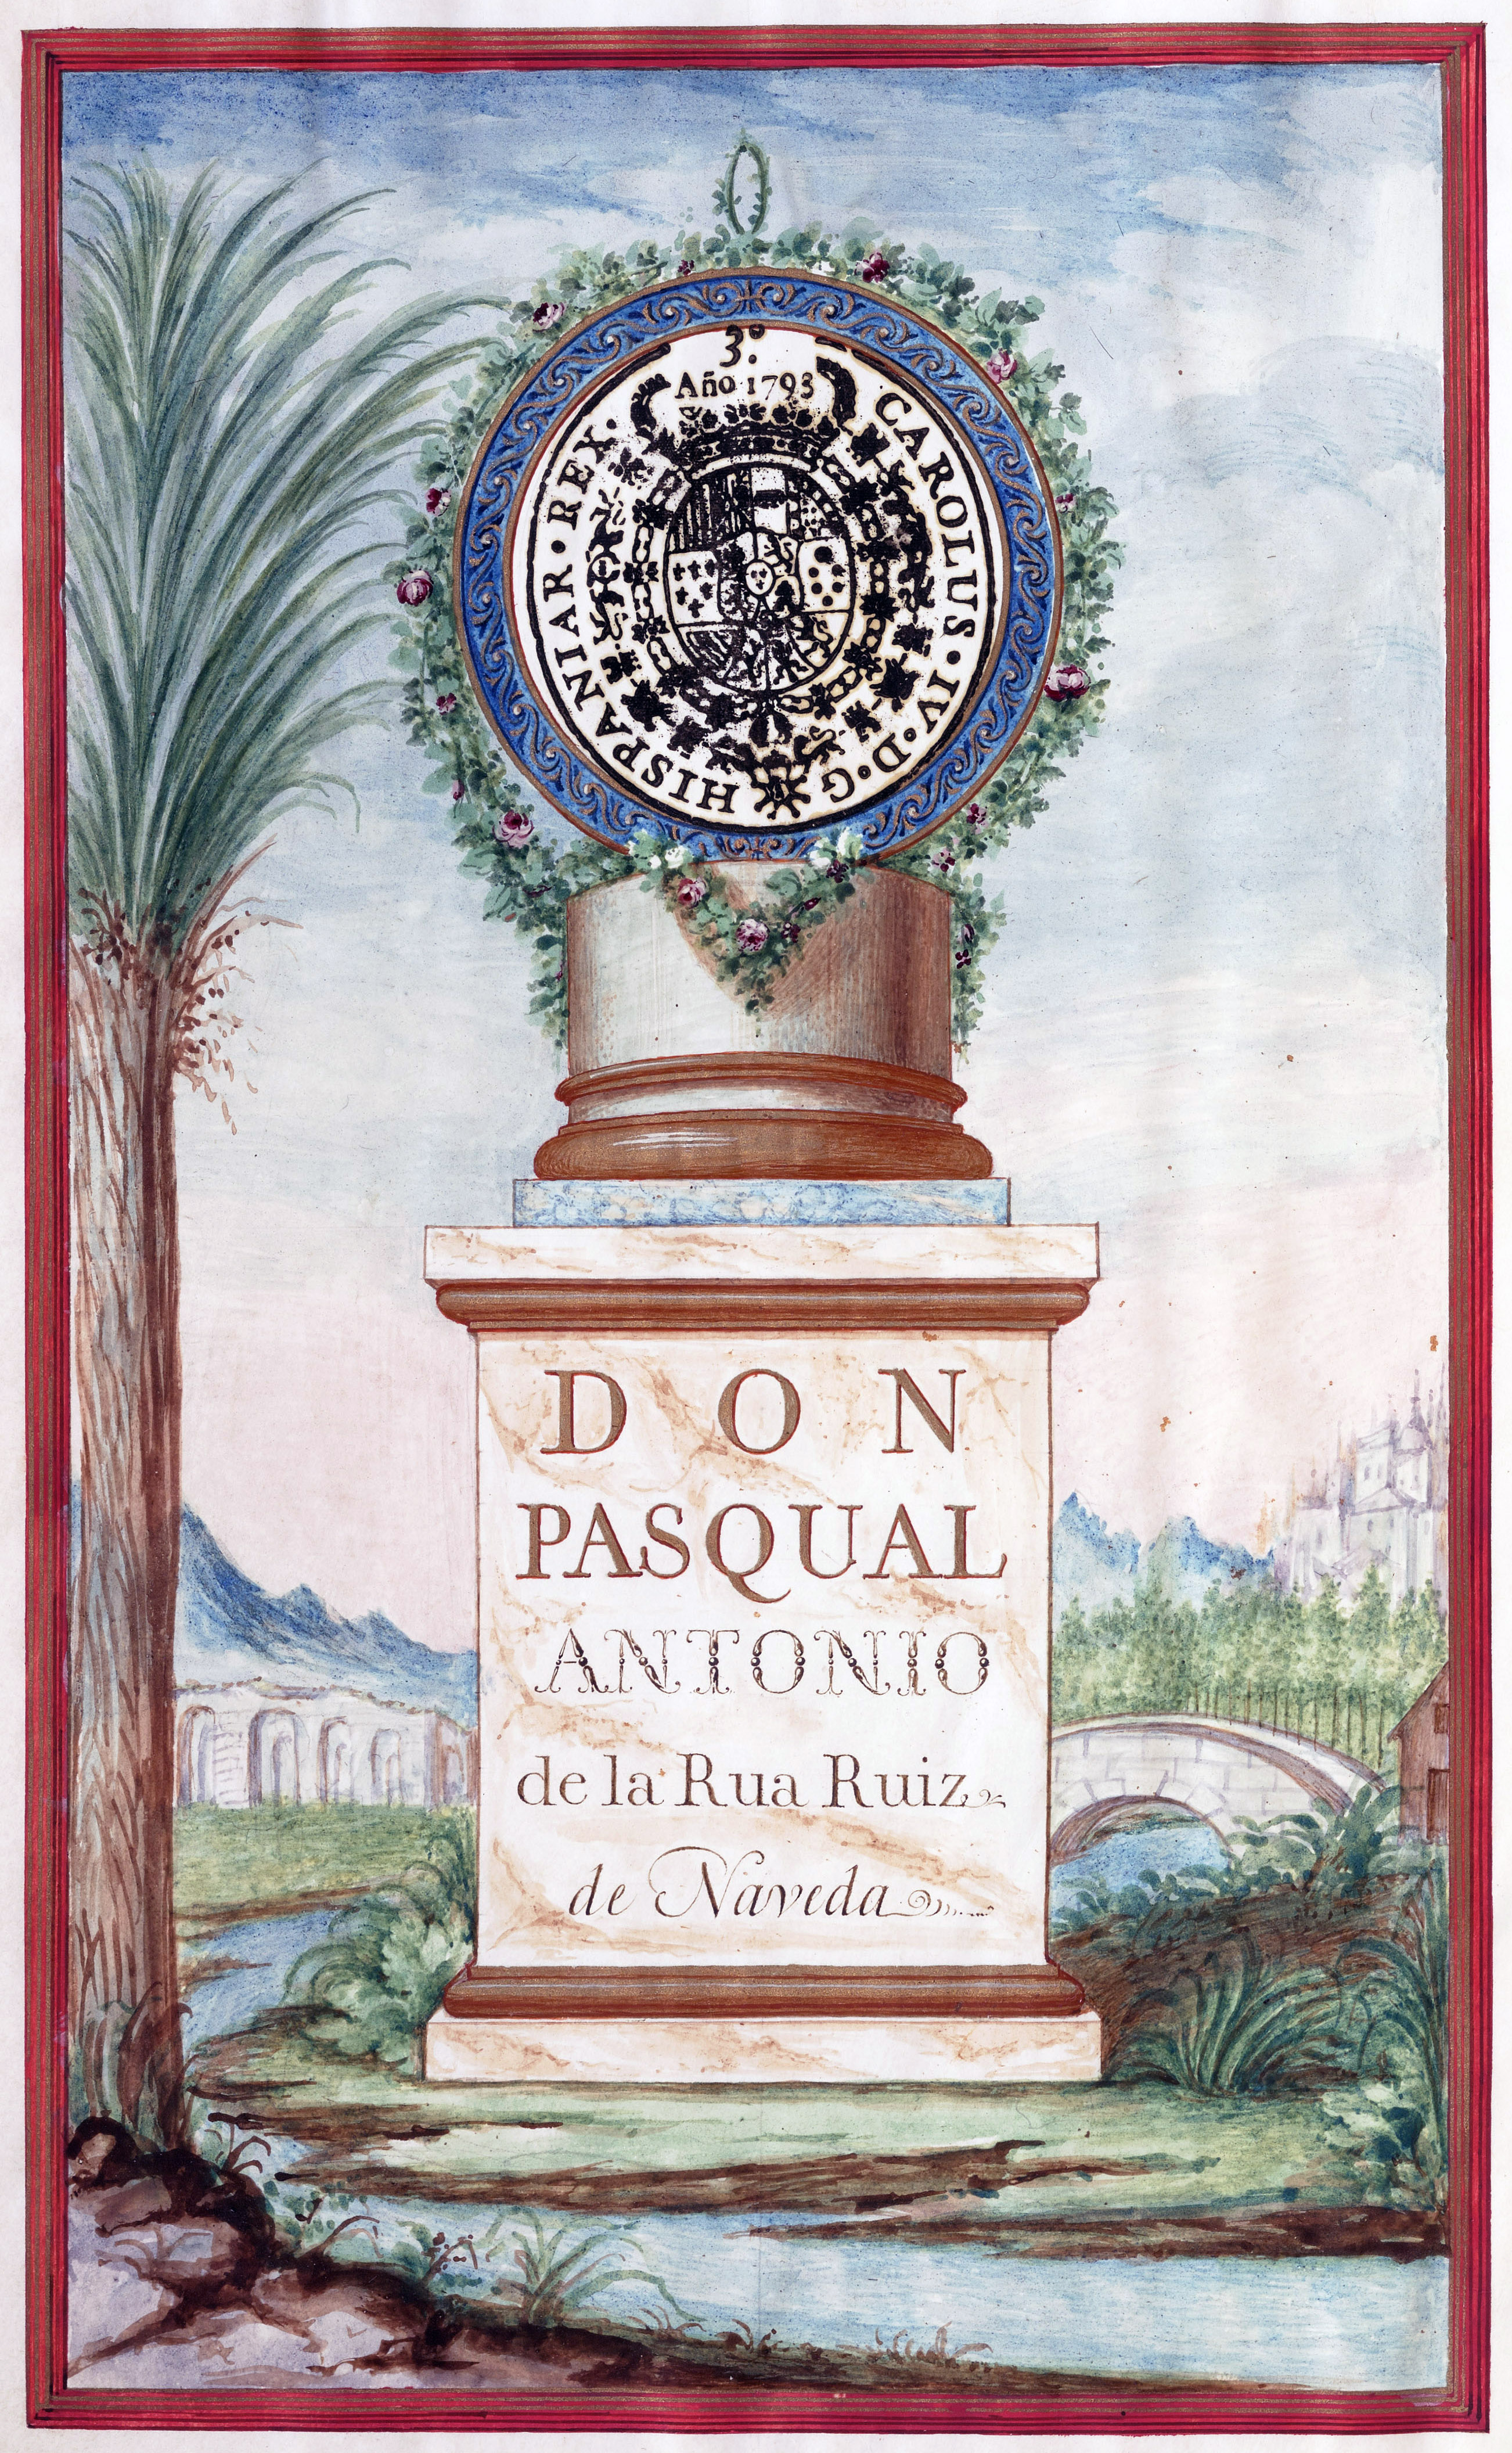 3.º
Año 1793
CAROLUS·IV·D·G
HISPANIAR·REX·
DON
PASQUAL
ANTONIO
de la Rua Ruiz
de Naveda